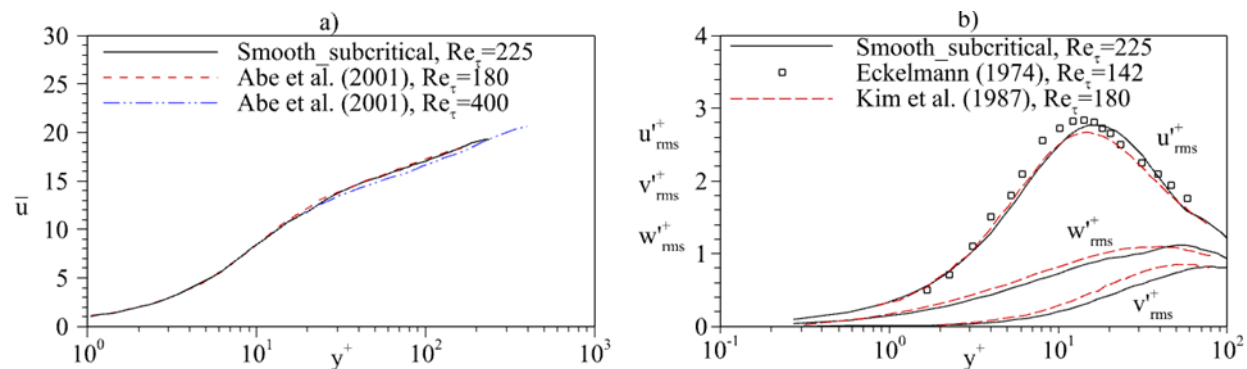 a)
30
25
20
15
10
5
0
ū
Smooth_subcritical, Reτ=225
Abe et al. (2001), Reτ=180
Abe et al. (2001), Reτ=400
10⁰ 10¹ 10² 10³
y⁺
b)
4
3
2
1
0
u'⁺rms
v'⁺rms
w'⁺rms
Smooth_subcritical, Reτ=225
Eckelmann (1974), Reτ=142
Kim et al. (1987), Reτ=180
u'⁺rms
w'⁺rms
v'⁺rms
10⁻¹ 10⁰ 10¹ 10²
y⁺